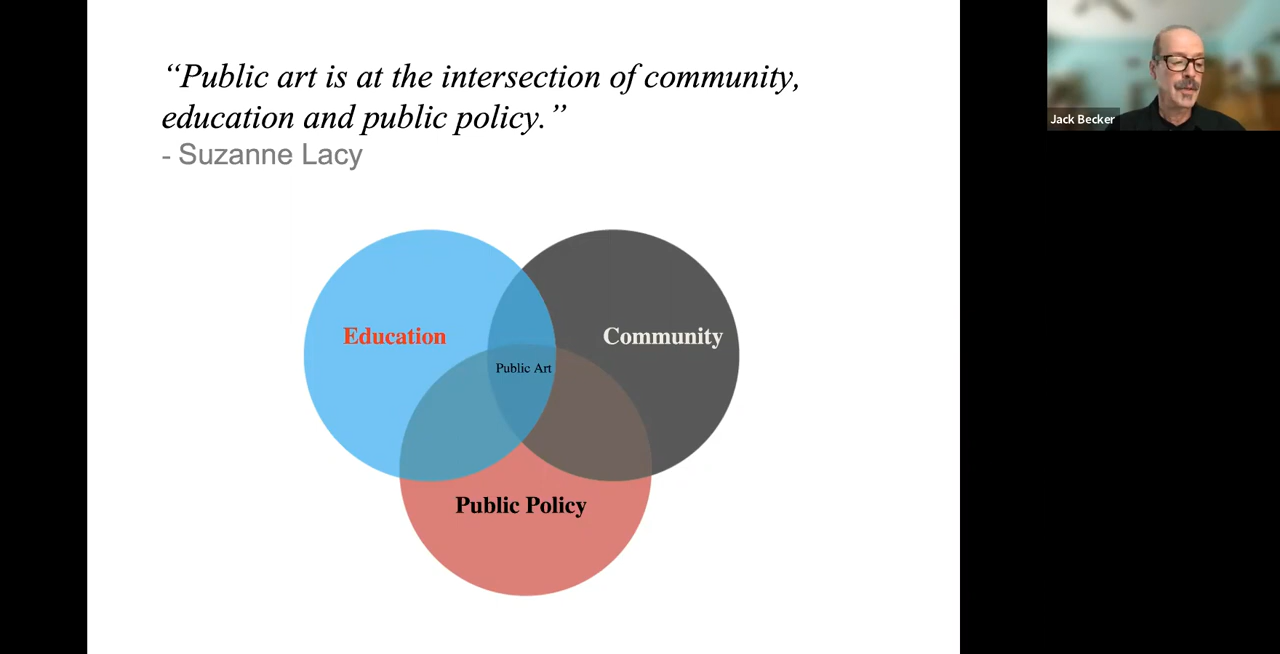 “Public art is at the intersection of community,
education and public policy.”
- Suzanne Lacy
Jack Becker
Education
Community
Public Art
Public Policy